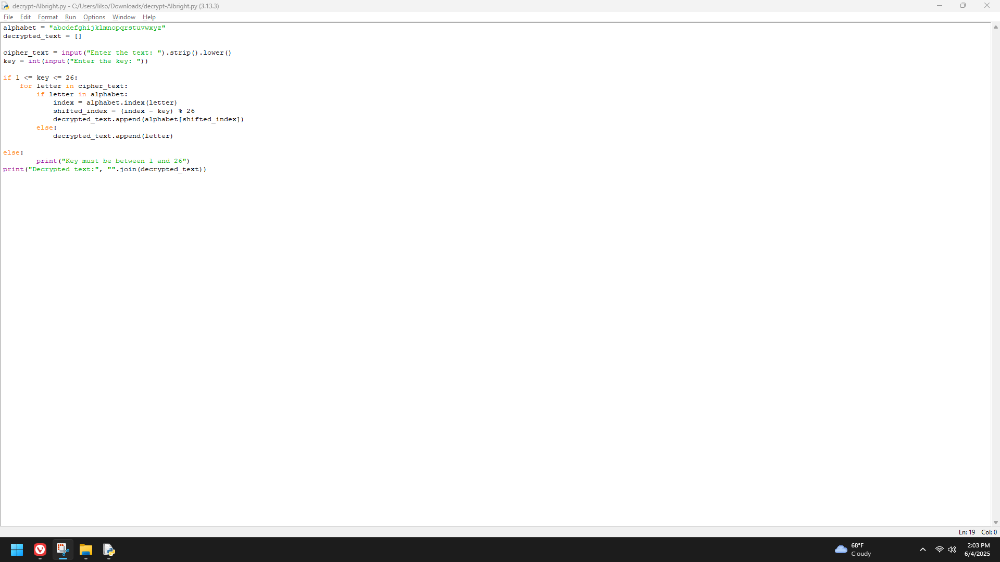 decrypt-Albright.py - C:/Users/lilso/Downloads/decrypt-Albright.py (3.13.3)
File Edit Format Run Options Window Help
alphabet = "abcdefghijklmnopqrstuvwxyz"
decrypted_text = []
cipher_text = input("Enter the text: ").strip().lower()
key = int(input("Enter the key: "))
if 1 <= key <= 26:
    for letter in cipher_text:
        if letter in alphabet:
            index = alphabet.index(letter)
            shifted_index = (index - key) % 26
            decrypted_text.append(alphabet[shifted_index])
        else:
            decrypted_text.append(letter)
else:
        print("Key must be between 1 and 26")
print("Decrypted text:", "".join(decrypted_text))
Ln: 19 Col: 0
68°F
Cloudy
2:03 PM
6/4/2025